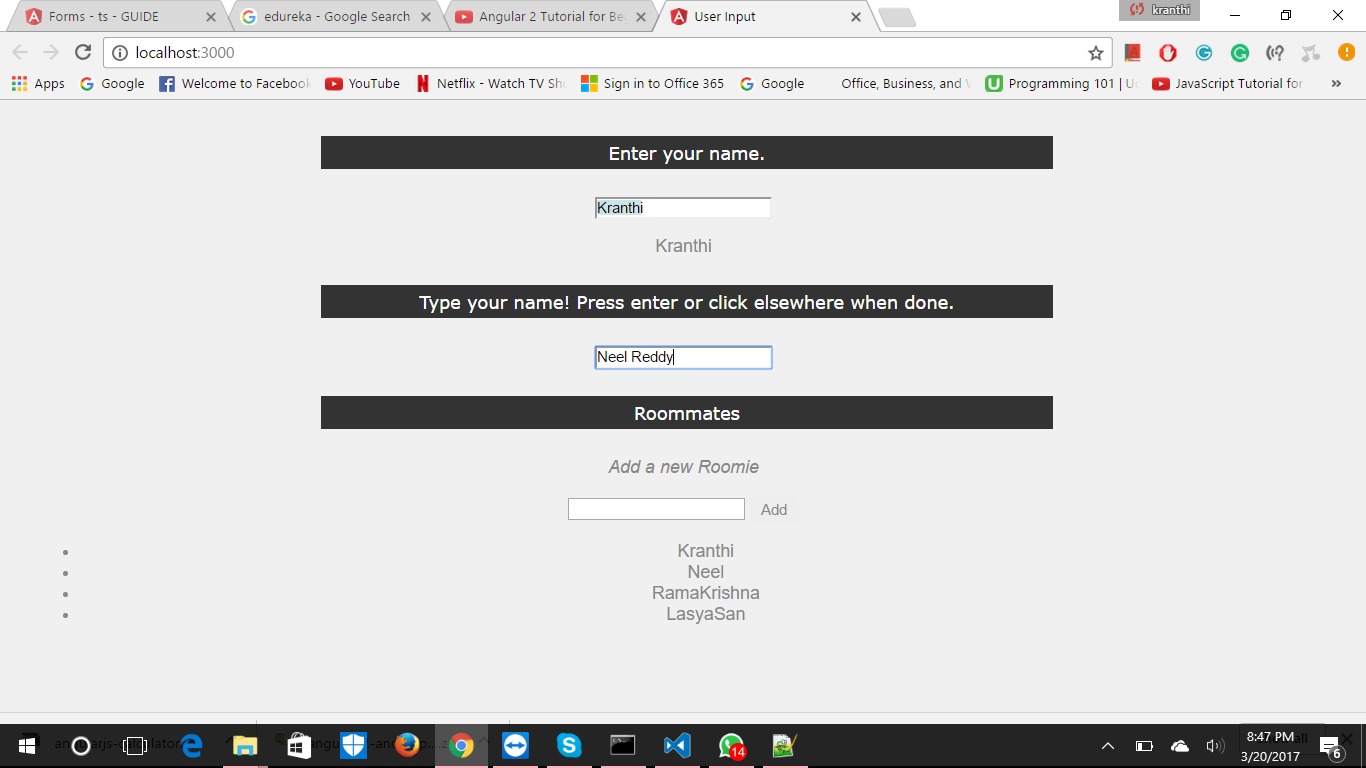 Forms - ts - GUIDE
edureka - Google Search
Angular 2 Tutorial for Be
User Input
kranthi
localhost:3000
Apps
Google
Welcome to Facebook
YouTube
Netflix - Watch TV Sh
Sign in to Office 365
Google
Office, Business, and
Programming 101 | U
JavaScript Tutorial for
»
Enter your name.
Kranthi
Kranthi
Type your name! Press enter or click elsewhere when done.
Neel Reddy
Roommates
Add a new Roomie
Add
• Kranthi
• Neel
• RamaKrishna
• LasyaSan
14
8:47 PM
3/20/2017
6